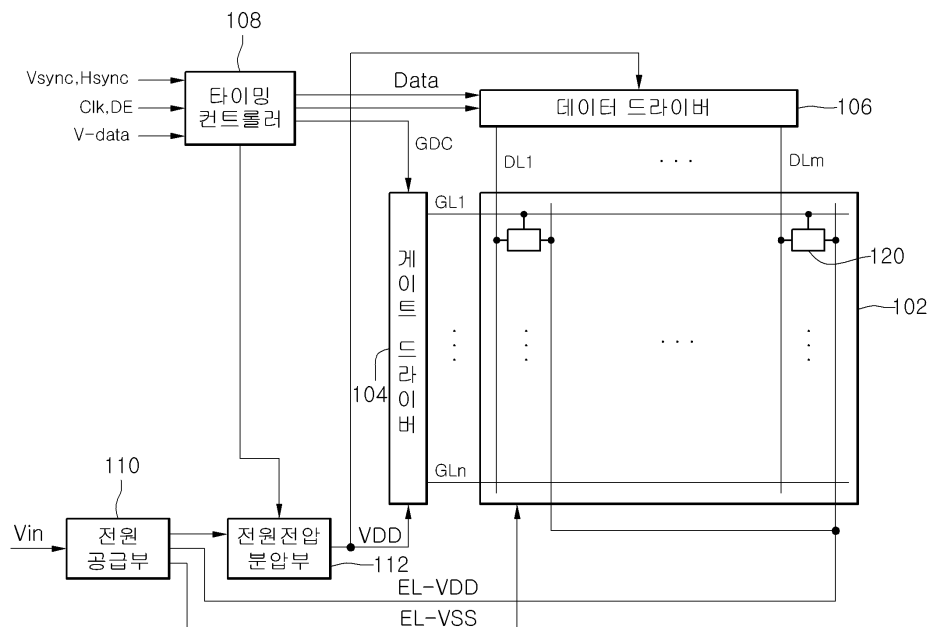 108
Vsync,Hsync
Clk,DE
V-data
타이밍
컨트롤러
Data
GDC
데이터 드라이버
106
DL1
. . .
DLm
GL1
120
게이트 드라이버
104
102
. . .
GLn
110
Vin
전원
공급부
전원전압
분압부
112
VDD
EL-VDD
EL-VSS